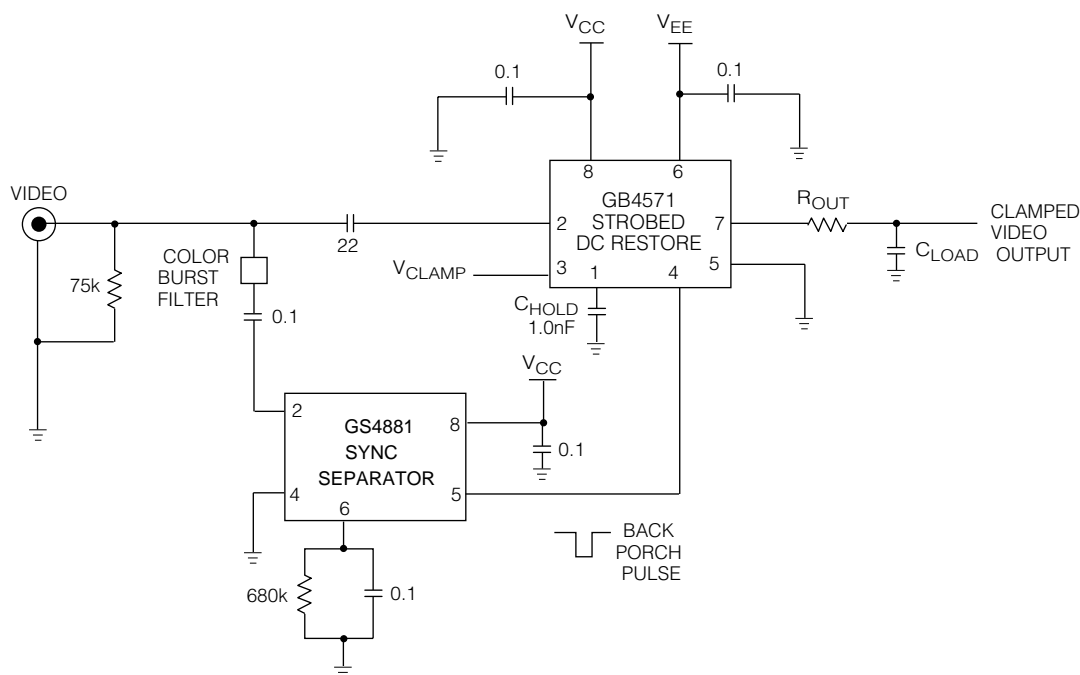 VCC
VEE
0.1
0.1
8
6
VIDEO
GB4571
STROBED
DC RESTORE
2
7
ROUT
CLAMPED
VIDEO
OUTPUT
22
COLOR
BURST
FILTER
VCLAMP
3
1
4
5
CLOAD
75k
0.1
CHOLD
1.0nF
VCC
2
GS4881
SYNC
SEPARATOR
8
0.1
4
6
5
BACK
PORCH
PULSE
680k
0.1